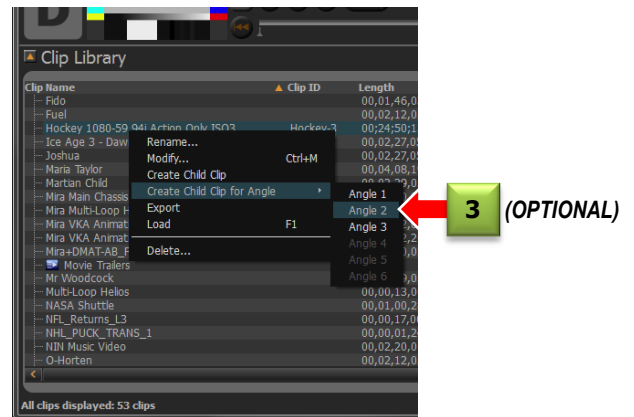 D
Clip Library
Clip Name Clip ID Length
Fido 00,01,46,0
Fuel 00,02,12,0
Hockey 1080-59.94i Action Only ISO3 Hockey-3 00;24;50;1
Ice Age 3 - Daw 00,02,27,0
Joshua 00,02,27,0
Maria Taylor 00,04,08,1
Martian Child
Mira Main Chassis
Mira Multi-Loop H
Mira VKA Animat
Mira VKA Animat
Mira+DMAT-AB_F
Movie Trailers
Mr Woodcock
Multi-Loop Helios 00,00,13,0
NASA Shuttle 00,01,00,2
NFL_Returns_L3 00,00,17,0
NHL_PUCK_TRANS_1 00,00,01,2
NIN Music Video 00,02,20,0
O-Horten 00,02,12,0
Rename...
Modify... Ctrl+M
Create Child Clip
Create Child Clip for Angle
Export
Load F1
Delete...
Angle 1
Angle 2
Angle 3
Angle 4
Angle 5
Angle 6
3 (OPTIONAL)
All clips displayed: 53 clips